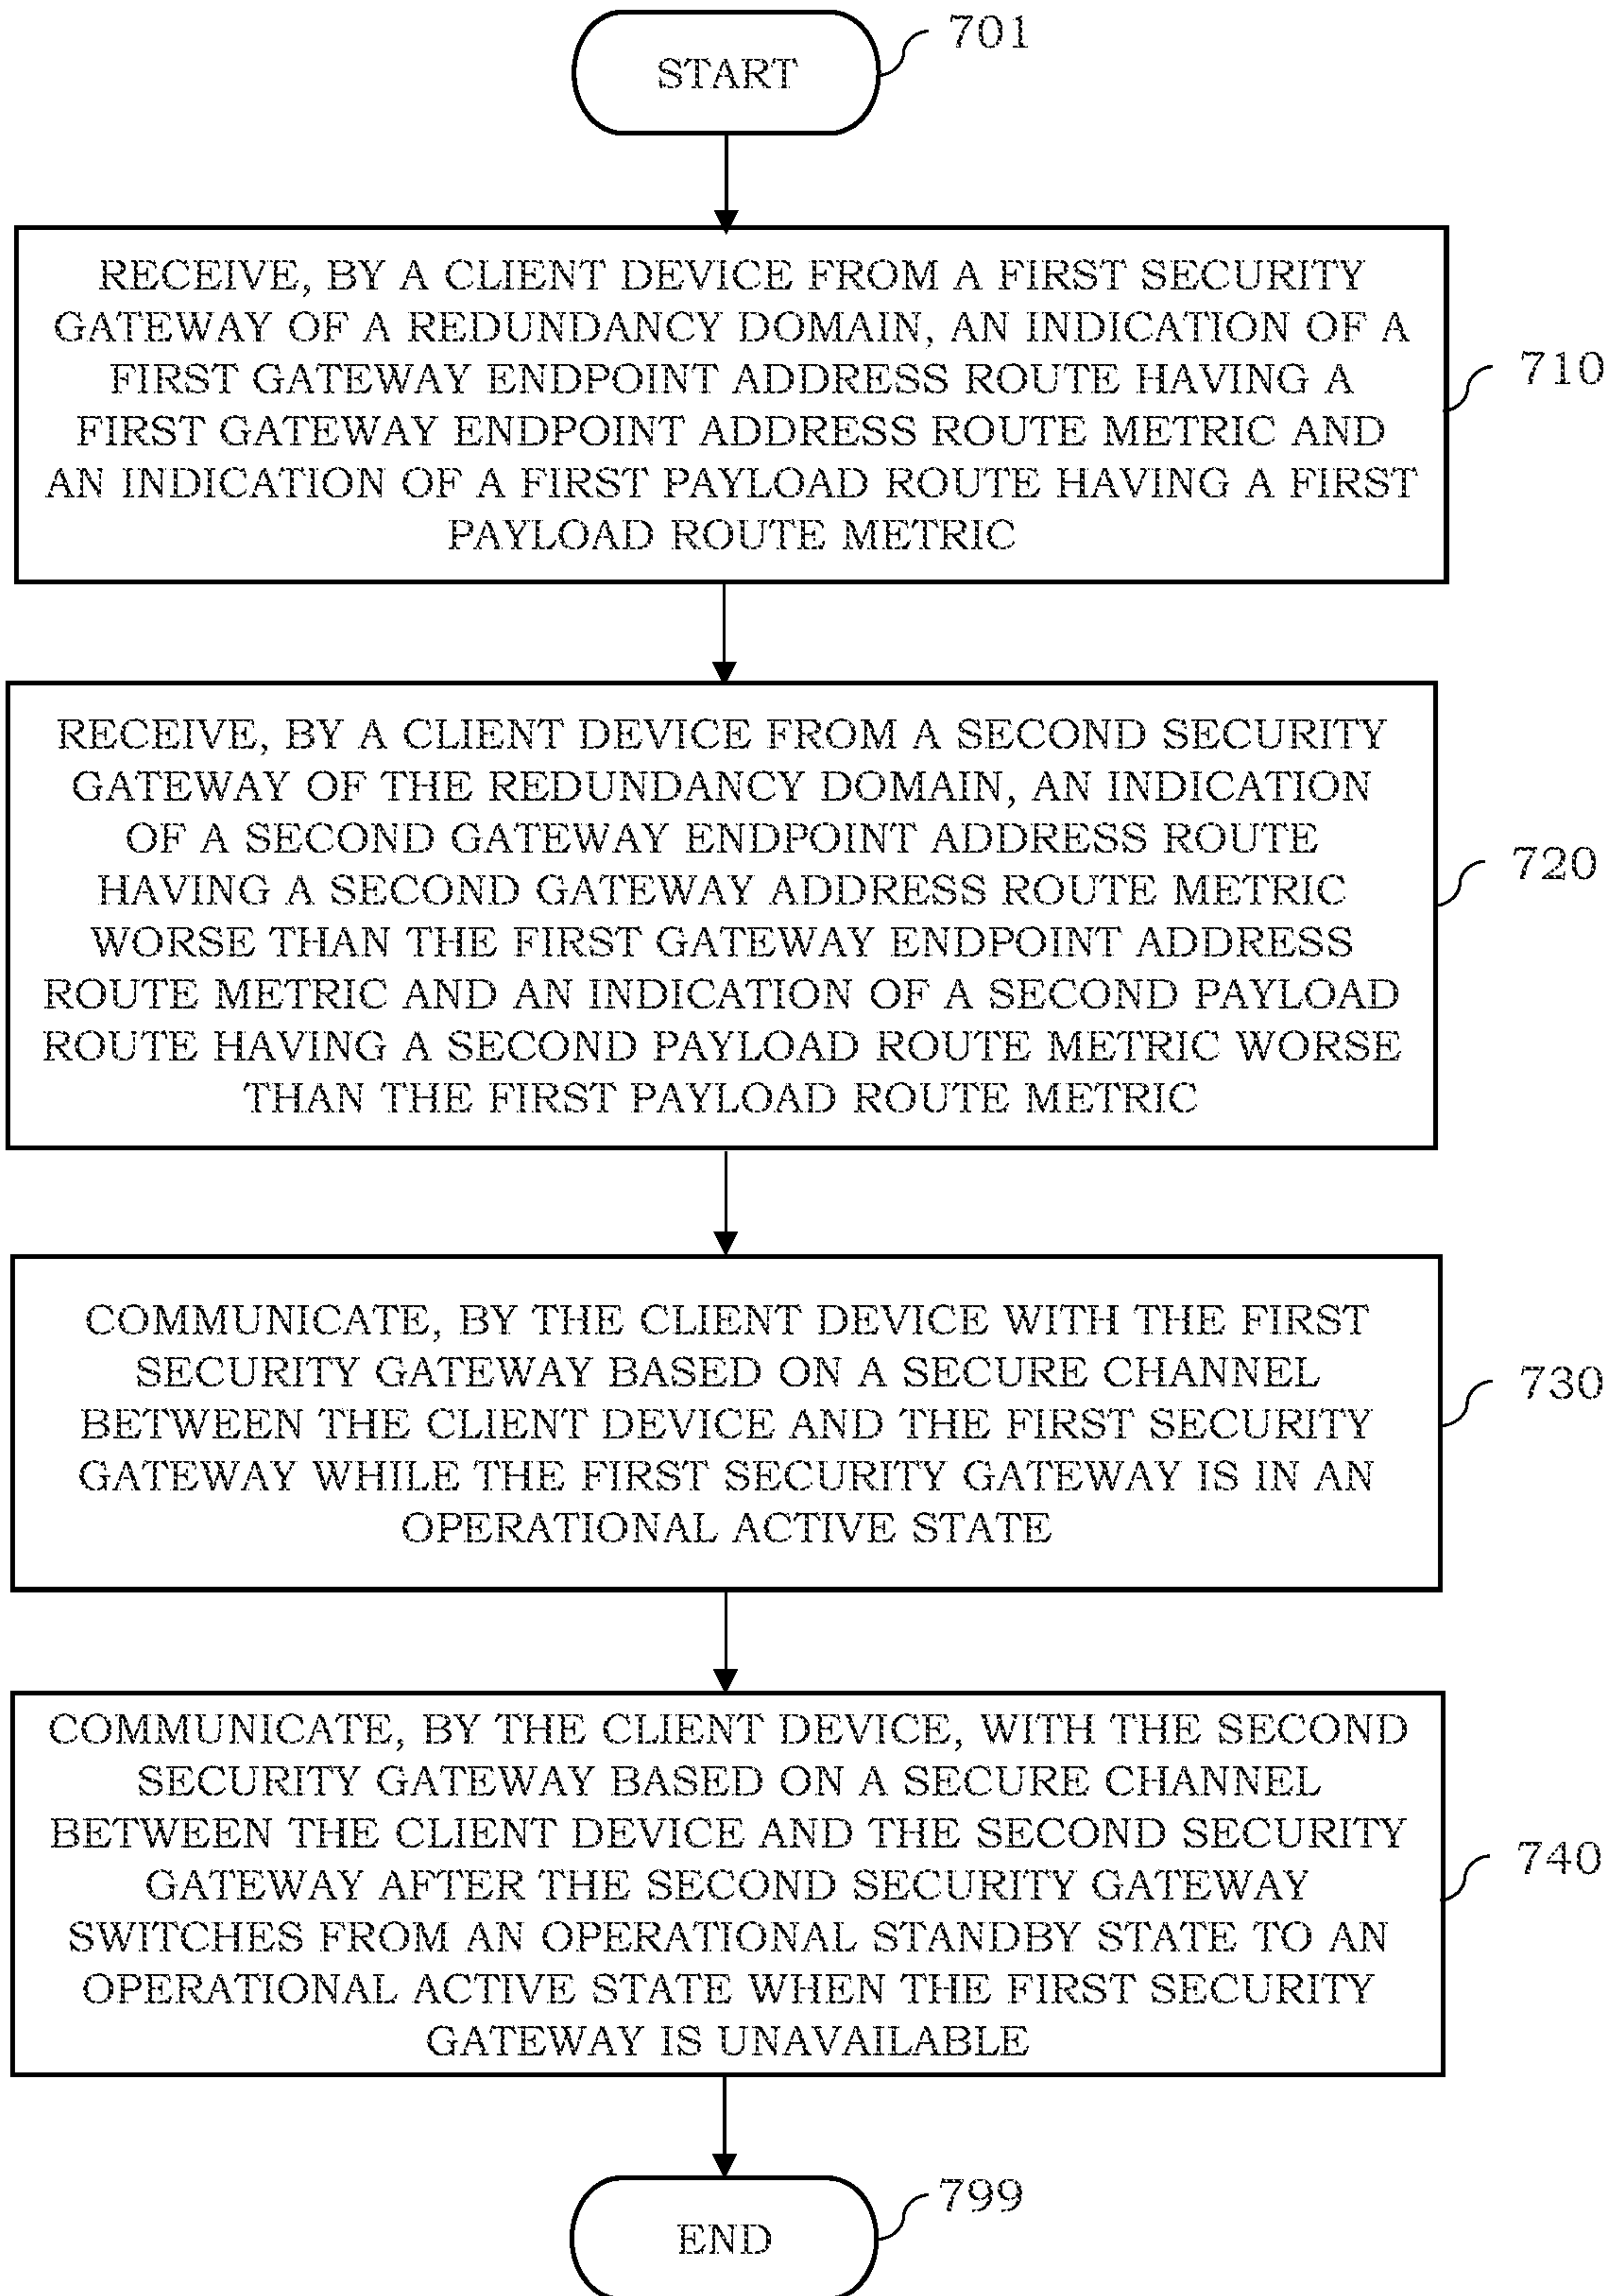 701
START
RECEIVE, BY A CLIENT DEVICE FROM A FIRST SECURITY
GATEWAY OF A REDUNDANCY DOMAIN, AN INDICATION OF A
FIRST GATEWAY ENDPOINT ADDRESS ROUTE HAVING A
FIRST GATEWAY ENDPOINT ADDRESS ROUTE METRIC AND
AN INDICATION OF A FIRST PAYLOAD ROUTE HAVING A FIRST
PAYLOAD ROUTE METRIC
710
RECEIVE, BY A CLIENT DEVICE FROM A SECOND SECURITY
GATEWAY OF THE REDUNDANCY DOMAIN, AN INDICATION
OF A SECOND GATEWAY ENDPOINT ADDRESS ROUTE
HAVING A SECOND GATEWAY ADDRESS ROUTE METRIC
WORSE THAN THE FIRST GATEWAY ENDPOINT ADDRESS
ROUTE METRIC AND AN INDICATION OF A SECOND PAYLOAD
ROUTE HAVING A SECOND PAYLOAD ROUTE METRIC WORSE
THAN THE FIRST PAYLOAD ROUTE METRIC
720
COMMUNICATE, BY THE CLIENT DEVICE WITH THE FIRST
SECURITY GATEWAY BASED ON A SECURE CHANNEL
BETWEEN THE CLIENT DEVICE AND THE FIRST SECURITY
GATEWAY WHILE THE FIRST SECURITY GATEWAY IS IN AN
OPERATIONAL ACTIVE STATE
730
COMMUNICATE, BY THE CLIENT DEVICE, WITH THE SECOND
SECURITY GATEWAY BASED ON A SECURE CHANNEL
BETWEEN THE CLIENT DEVICE AND THE SECOND SECURITY
GATEWAY AFTER THE SECOND SECURITY GATEWAY
SWITCHES FROM AN OPERATIONAL STANDBY STATE TO AN
OPERATIONAL ACTIVE STATE WHEN THE FIRST SECURITY
GATEWAY IS UNAVAILABLE
740
799
END